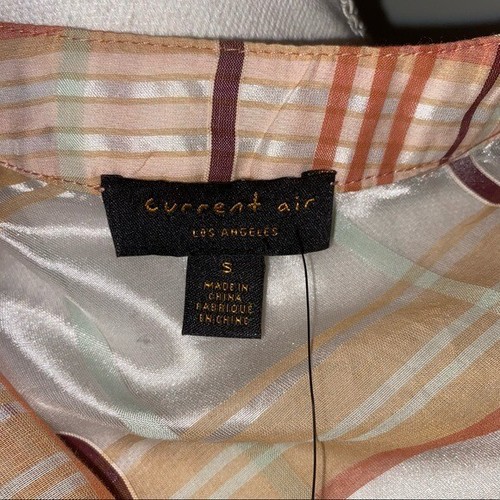 current air
LOS ANGELES
S
MADE IN
CHINA
FABRIQUE
EN CHINE